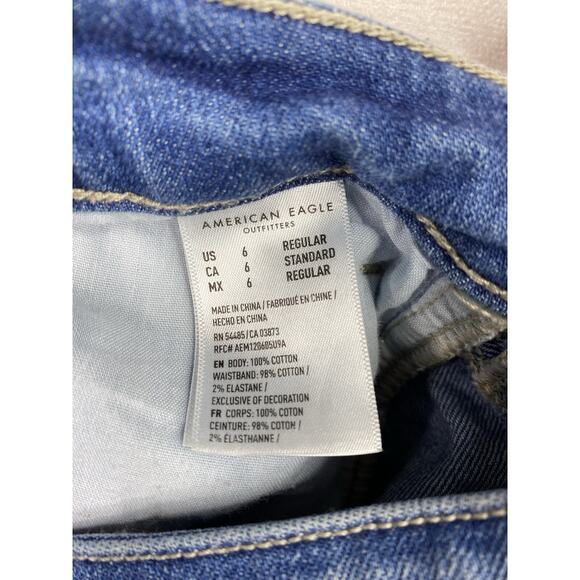 AMERICAN EAGLE
OUTFITTERS
US 6 REGULAR
CA 6 STANDARD
MX 6 REGULAR
MADE IN CHINA / FABRIQUÉ EN CHINE /
HECHO EN CHINA
RN 54485 / CA 03873
RFC# AEM120605U9A
EN BODY: 100% COTTON
WAISTBAND: 98% COTTON /
2% ELASTANE /
EXCLUSIVE OF DECORATION
FR CORPS: 100% COTON
CEINTURE: 98% COTON /
2% ÉLASTHANNE /